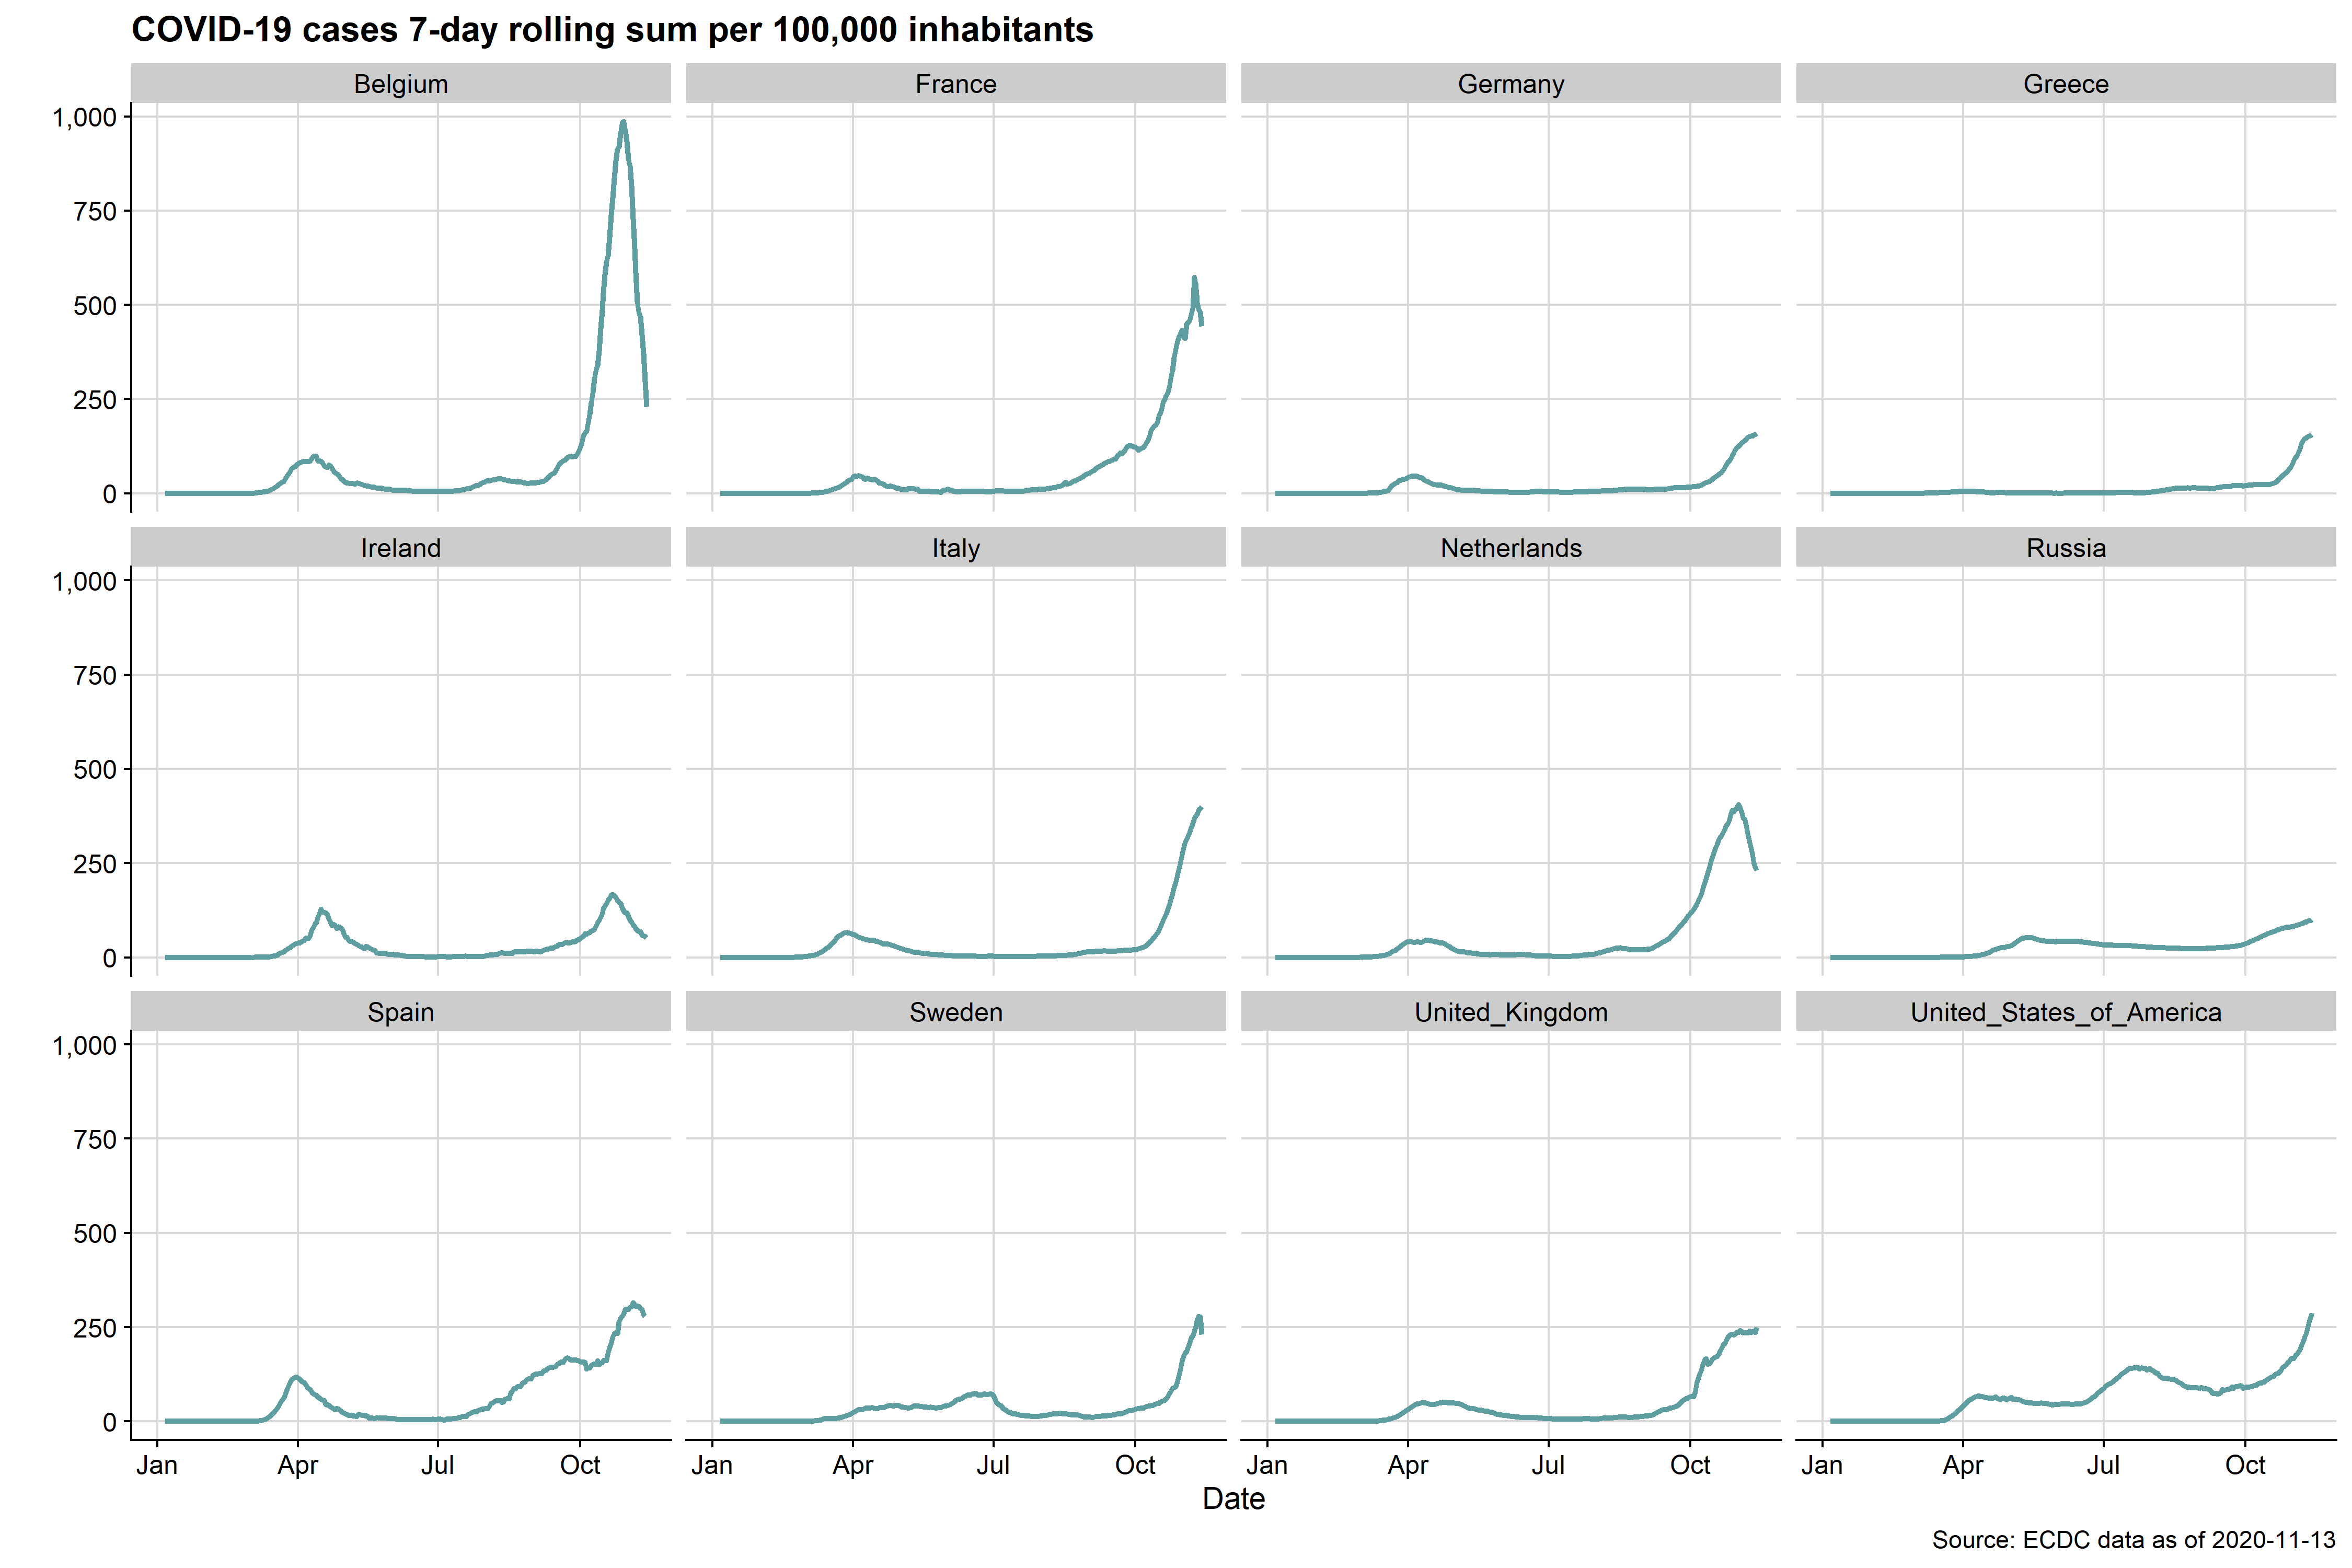 COVID-19 cases 7-day rolling sum per 100,000 inhabitants
Belgium France Germany Greece
1,000
750
500
250
0
Ireland Italy Netherlands Russia
1,000
750
500
250
0
Spain Sweden United_Kingdom United_States_of_America
1,000
750
500
250
0
Jan Apr Jul Oct Jan Apr Jul Oct Jan Apr Jul Oct Jan Apr Jul Oct
Date
Source: ECDC data as of 2020-11-13